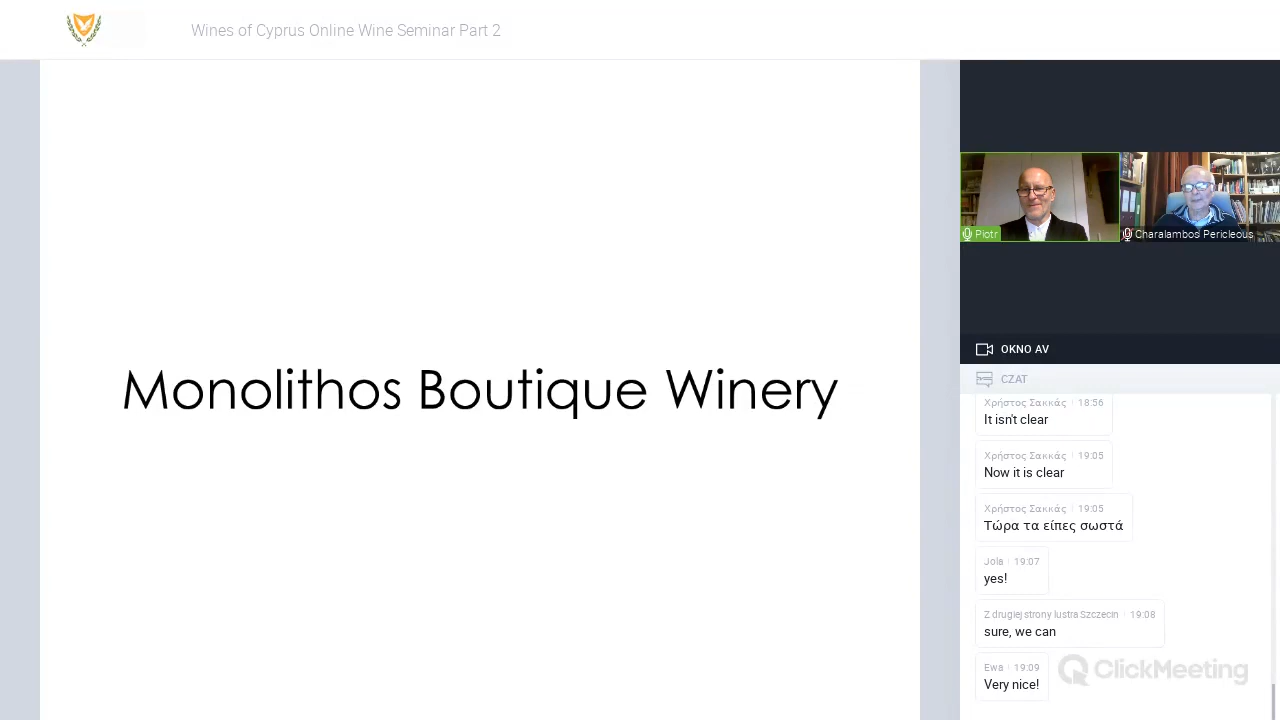 Wines of Cyprus Online Wine Seminar Part 2
Monolithos Boutique Winery
Piotr
Charalambos Pericleous
OKNO AV
CZAT
Χρήστος Σακκάς 18:56
It isn't clear
Χρήστος Σακκάς 19:05
Now it is clear
Χρήστος Σακκάς 19:05
Τώρα τα είπες σωστά
Jola 19:07
yes!
Z drugiej strony lustra Szczecin 19:08
sure, we can
Ewa 19:09
Very nice!
ClickMeeting